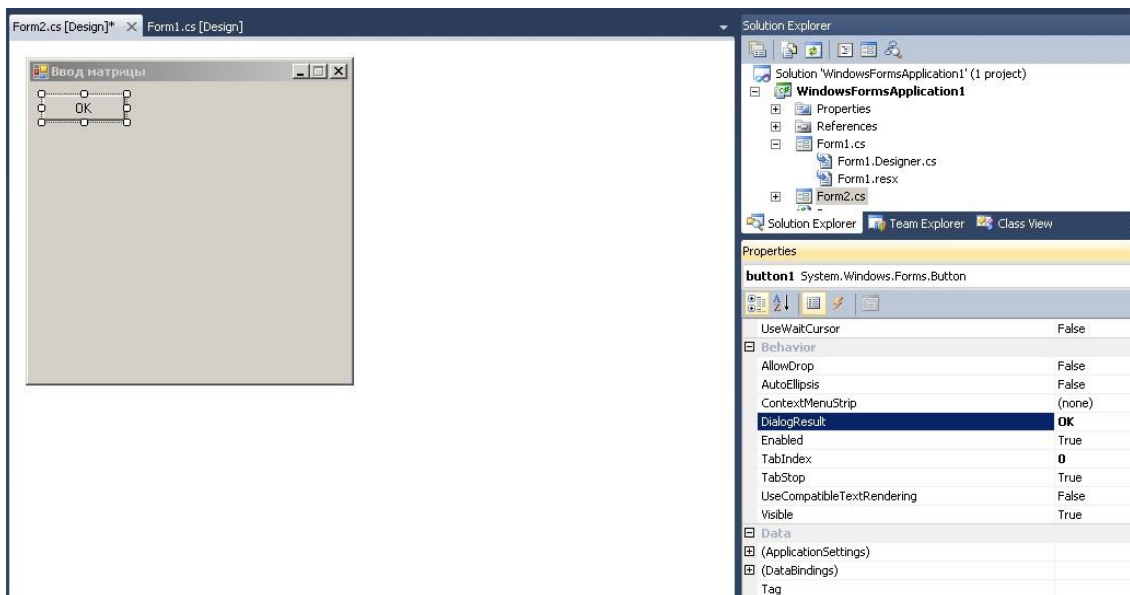 Form2.cs [Design]* Form1.cs [Design]
Ввод матрицы
OK
Solution Explorer
Solution 'WindowsFormsApplication1' (1 project)
WindowsFormsApplication1
Properties
References
Form1.cs
Form1.Designer.cs
Form1.resx
Form2.cs
Solution Explorer Team Explorer Class View
Properties
button1 System.Windows.Forms.Button
UseWaitCursor False
Behavior
AllowDrop False
AutoEllipsis False
ContextMenuStrip (none)
DialogResult OK
Enabled True
TabIndex 0
TabStop True
UseCompatibleTextRendering False
Visible True
Data
(ApplicationSettings)
(DataBindings)
Tag